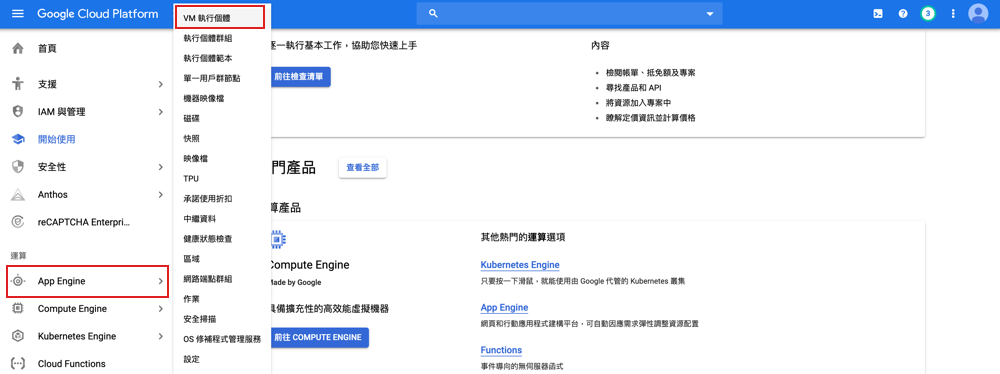 Google Cloud Platform
3
首頁
支援
IAM 與管理
開始使用
安全性
Anthos
reCAPTCHA Enterpri...
運算
App Engine
Compute Engine
Kubernetes Engine
Cloud Functions
VM 執行個體
執行個體群組
執行個體範本
單一用戶群節點
機器映像檔
磁碟
快照
映像檔
TPU
承諾使用折扣
中繼資料
健康狀態檢查
區域
網路端點群組
作業
安全掃描
OS 修補程式管理服務
設定
逐一執行基本工作，協助您快速上手
前往檢查清單
內容
檢閱帳單、抵免額及專案
尋找產品和 API
將資源加入專案中
瞭解定價資訊並計算價格
門產品
查看全部
算產品
Compute Engine
Made by Google
具備擴充性的高效能虛擬機器
前往 COMPUTE ENGINE
其他熱門的運算選項
Kubernetes Engine
只要按一下滑鼠，就能使用由 Google 代管的 Kubernetes 叢集
App Engine
網頁和行動應用程式建構平台，可自動因應需求彈性調整資源配置
Functions
事件導向的無伺服器函式